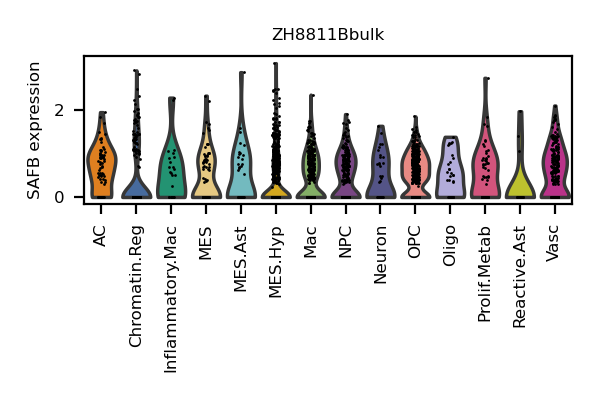 ZH8811Bbulk
SAFB expression
2
0
AC
Chromatin.Reg
Inflammatory.Mac
MES
MES.Ast
MES.Hyp
Mac
NPC
Neuron
OPC
Oligo
Prolif.Metab
Reactive.Ast
Vasc